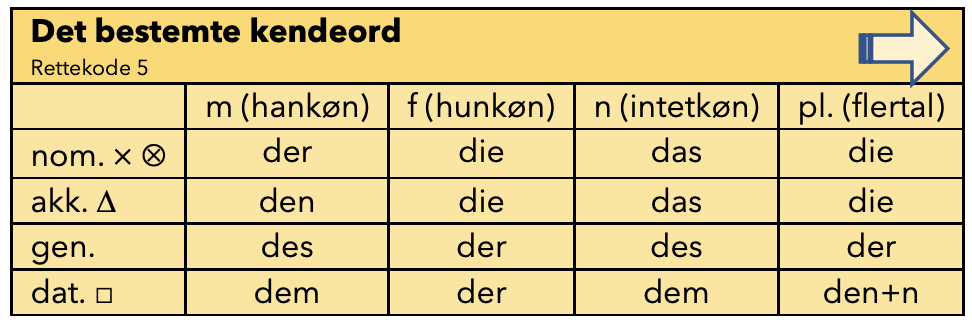 Det bestemte kendeord
Rettekode 5
m (hankøn) f (hunkøn) n (intetkøn) pl. (flertal)
nom. × ⊗ der die das die
akk. Δ den die das die
gen. des der des der
dat. □ dem der dem den+n